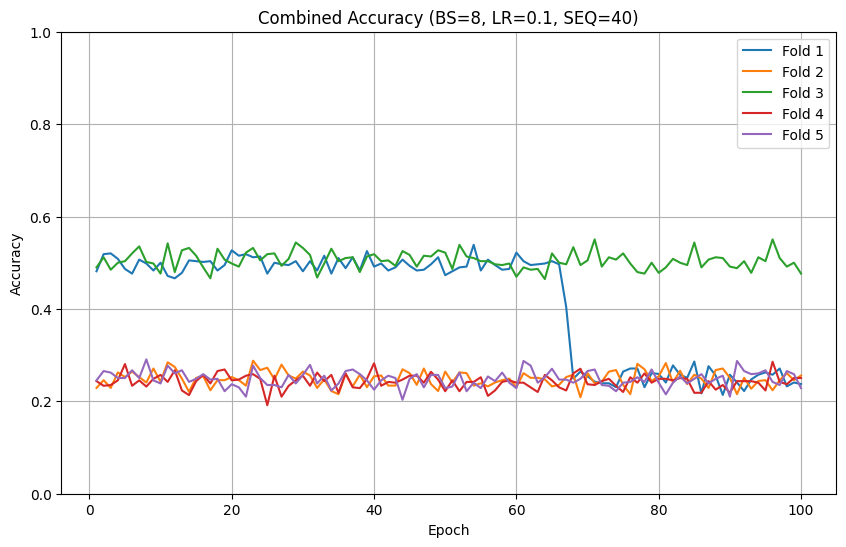 Combined Accuracy (BS=8, LR=0.1, SEQ=40)
Fold 1
Fold 2
Fold 3
Fold 4
Fold 5
Accuracy
1.0
0.8
0.6
0.4
0.2
0.0
0
20
40
60
80
100
Epoch